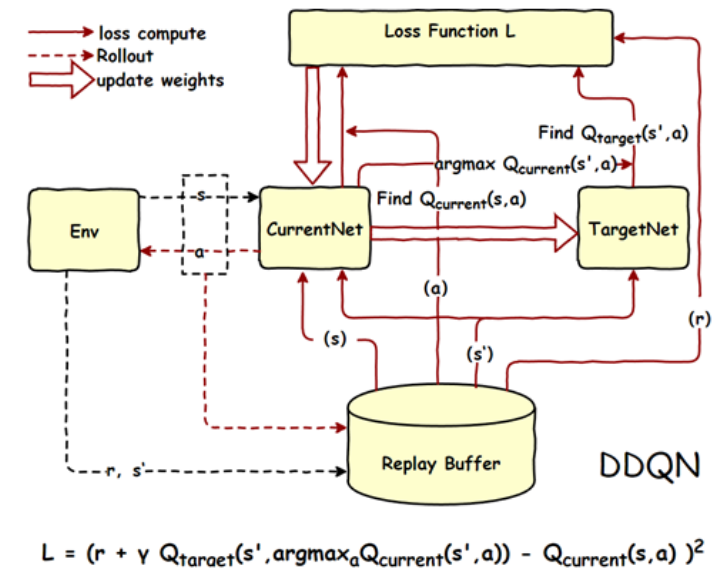 loss compute
Rollout
update weights
Loss Function L
Find Qtarget(s',a)
argmax Qcurrent(s',a)
Find Qcurrent(s,a)
s
Env
CurrentNet
TargetNet
a
(a)
(r)
(s)
(s')
Replay Buffer
r, s'
DDQN
L = (r + γ Qtarget(s',argmaxaQcurrent(s',a)) - Qcurrent(s,a) )²